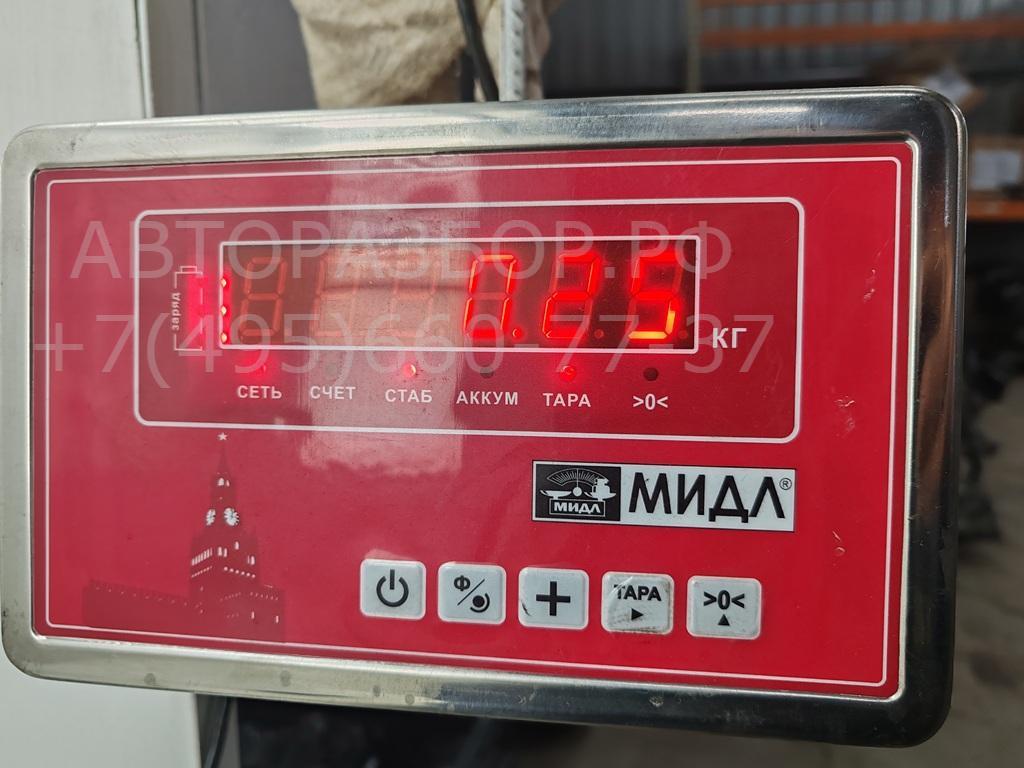 АВТОРАЗБОР.РФ
+7(495)660-77-37
заряд
0.25
КГ
СЕТЬ СЧЕТ СТАБ АККУМ ТАРА >0<
МИДЛ МИДЛ®
Ф ТАРА >0<